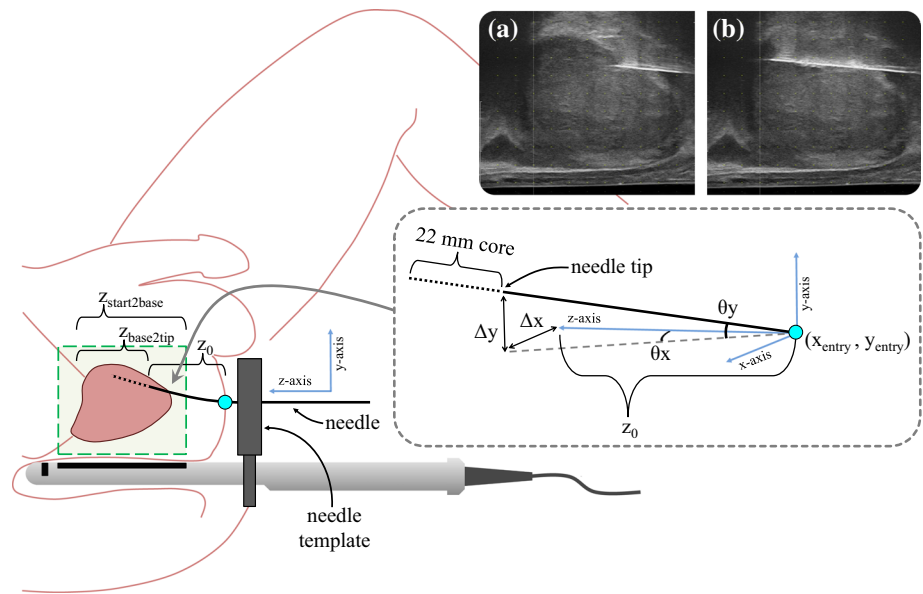 (a)
(b)
22 mm core
needle tip
y-axis
z-axis
Δx
Δy
θy
θx
x-axis
(x_entry , y_entry)
z_0
z_start2base
z_base2tip
z_0
z-axis
y-axis
needle
needle
template